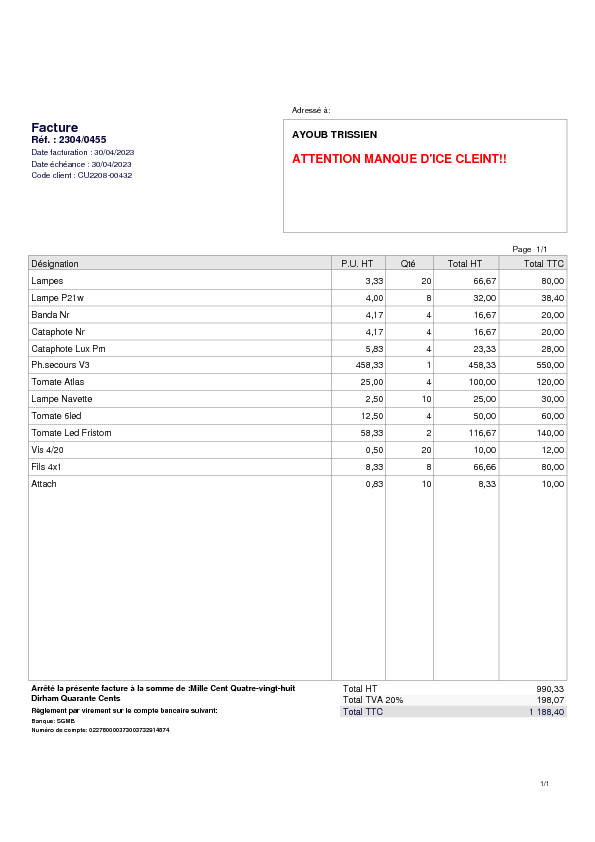 Adressé à:
Facture
Réf. : 2304/0455
Date facturation : 30/04/2023
Date échéance : 30/04/2023
Code client : CU2208-00432
AYOUB TRISSIEN
ATTENTION MANQUE D'ICE CLEINT!!
Page 1/1
Désignation P.U. HT Qté Total HT Total TTC
Lampes 3,33 20 66,67 80,00
Lampe P21w 4,00 8 32,00 38,40
Banda Nr 4,17 4 16,67 20,00
Cataphote Nr 4,17 4 16,67 20,00
Cataphote Lux Pm 5,83 4 23,33 28,00
Ph.secours V3 458,33 1 458,33 550,00
Tomate Atlas 25,00 4 100,00 120,00
Lampe Navette 2,50 10 25,00 30,00
Tomate 6led 12,50 4 50,00 60,00
Tomate Led Fristom 58,33 2 116,67 140,00
Vis 4/20 0,50 20 10,00 12,00
Fils 4x1 8,33 8 66,66 80,00
Attach 0,83 10 8,33 10,00
Arrêté la présente facture à la somme de :Mille Cent Quatre-vingt-huit
Dirham Quarante Cents
Règlement par virement sur le compte bancaire suivant:
Banque: SGMB
Numéro de compte: 022780000373003732914874
Total HT 990,33
Total TVA 20% 198,07
Total TTC 1 188,40
1/1